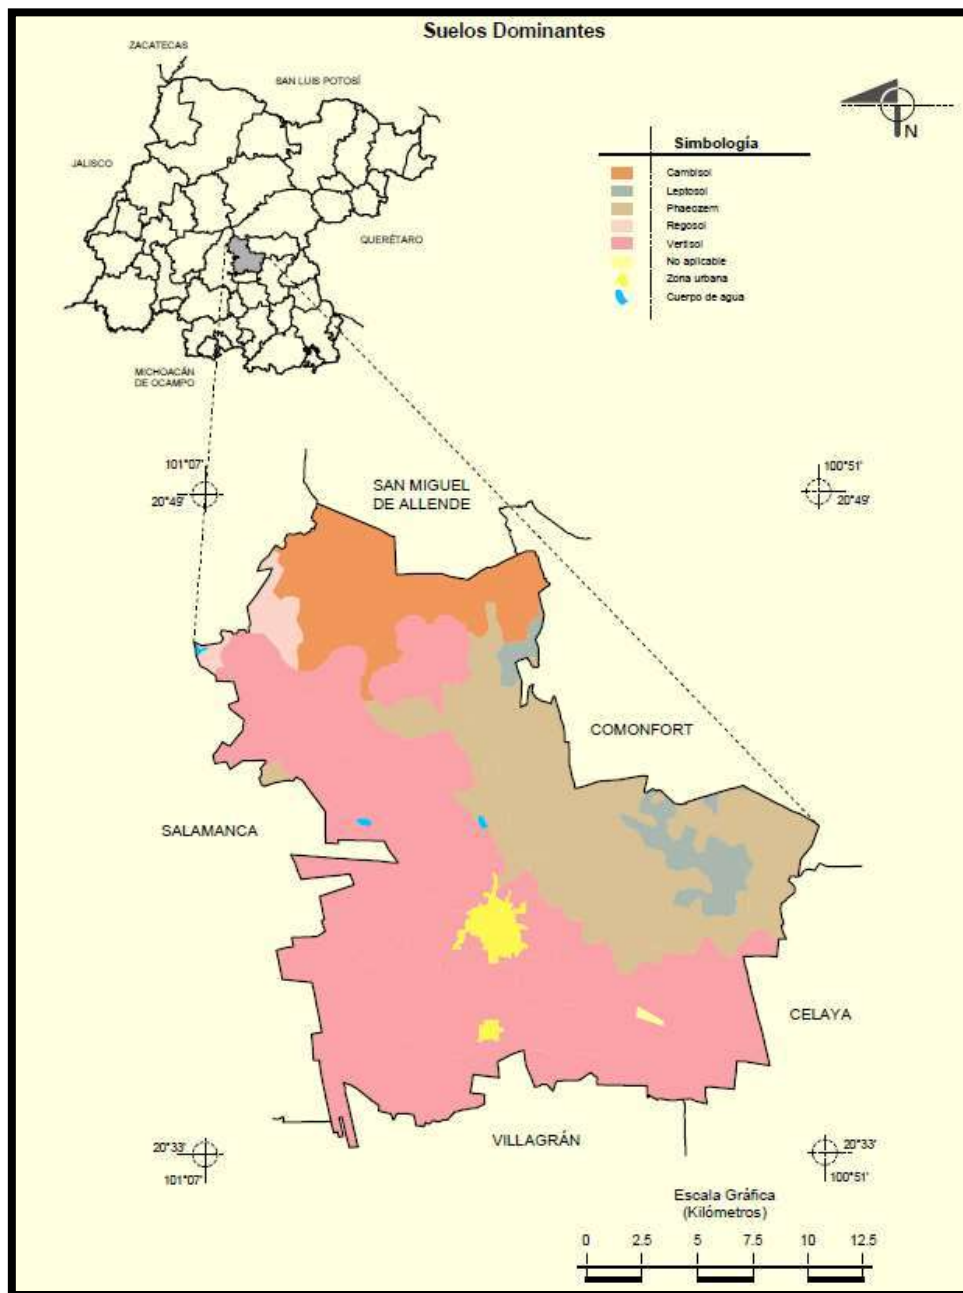 Suelos Dominantes
ZACATECAS
SAN LUIS POTOSÍ
JALISCO
QUERÉTARO
MICHOACÁN
DE OCAMPO
N
Simbología
Cambisol
Leptosol
Phaeozem
Regosol
Vertisol
No aplicable
Zona urbana
Cuerpo de agua
101°07'
20°49'
SAN MIGUEL
DE ALLENDE
100°51'
20°49'
COMONFORT
SALAMANCA
CELAYA
VILLAGRÁN
20°33'
101°07'
20°33'
100°51'
Escala Gráfica
(Kilómetros)
0 2.5 5 7.5 10 12.5